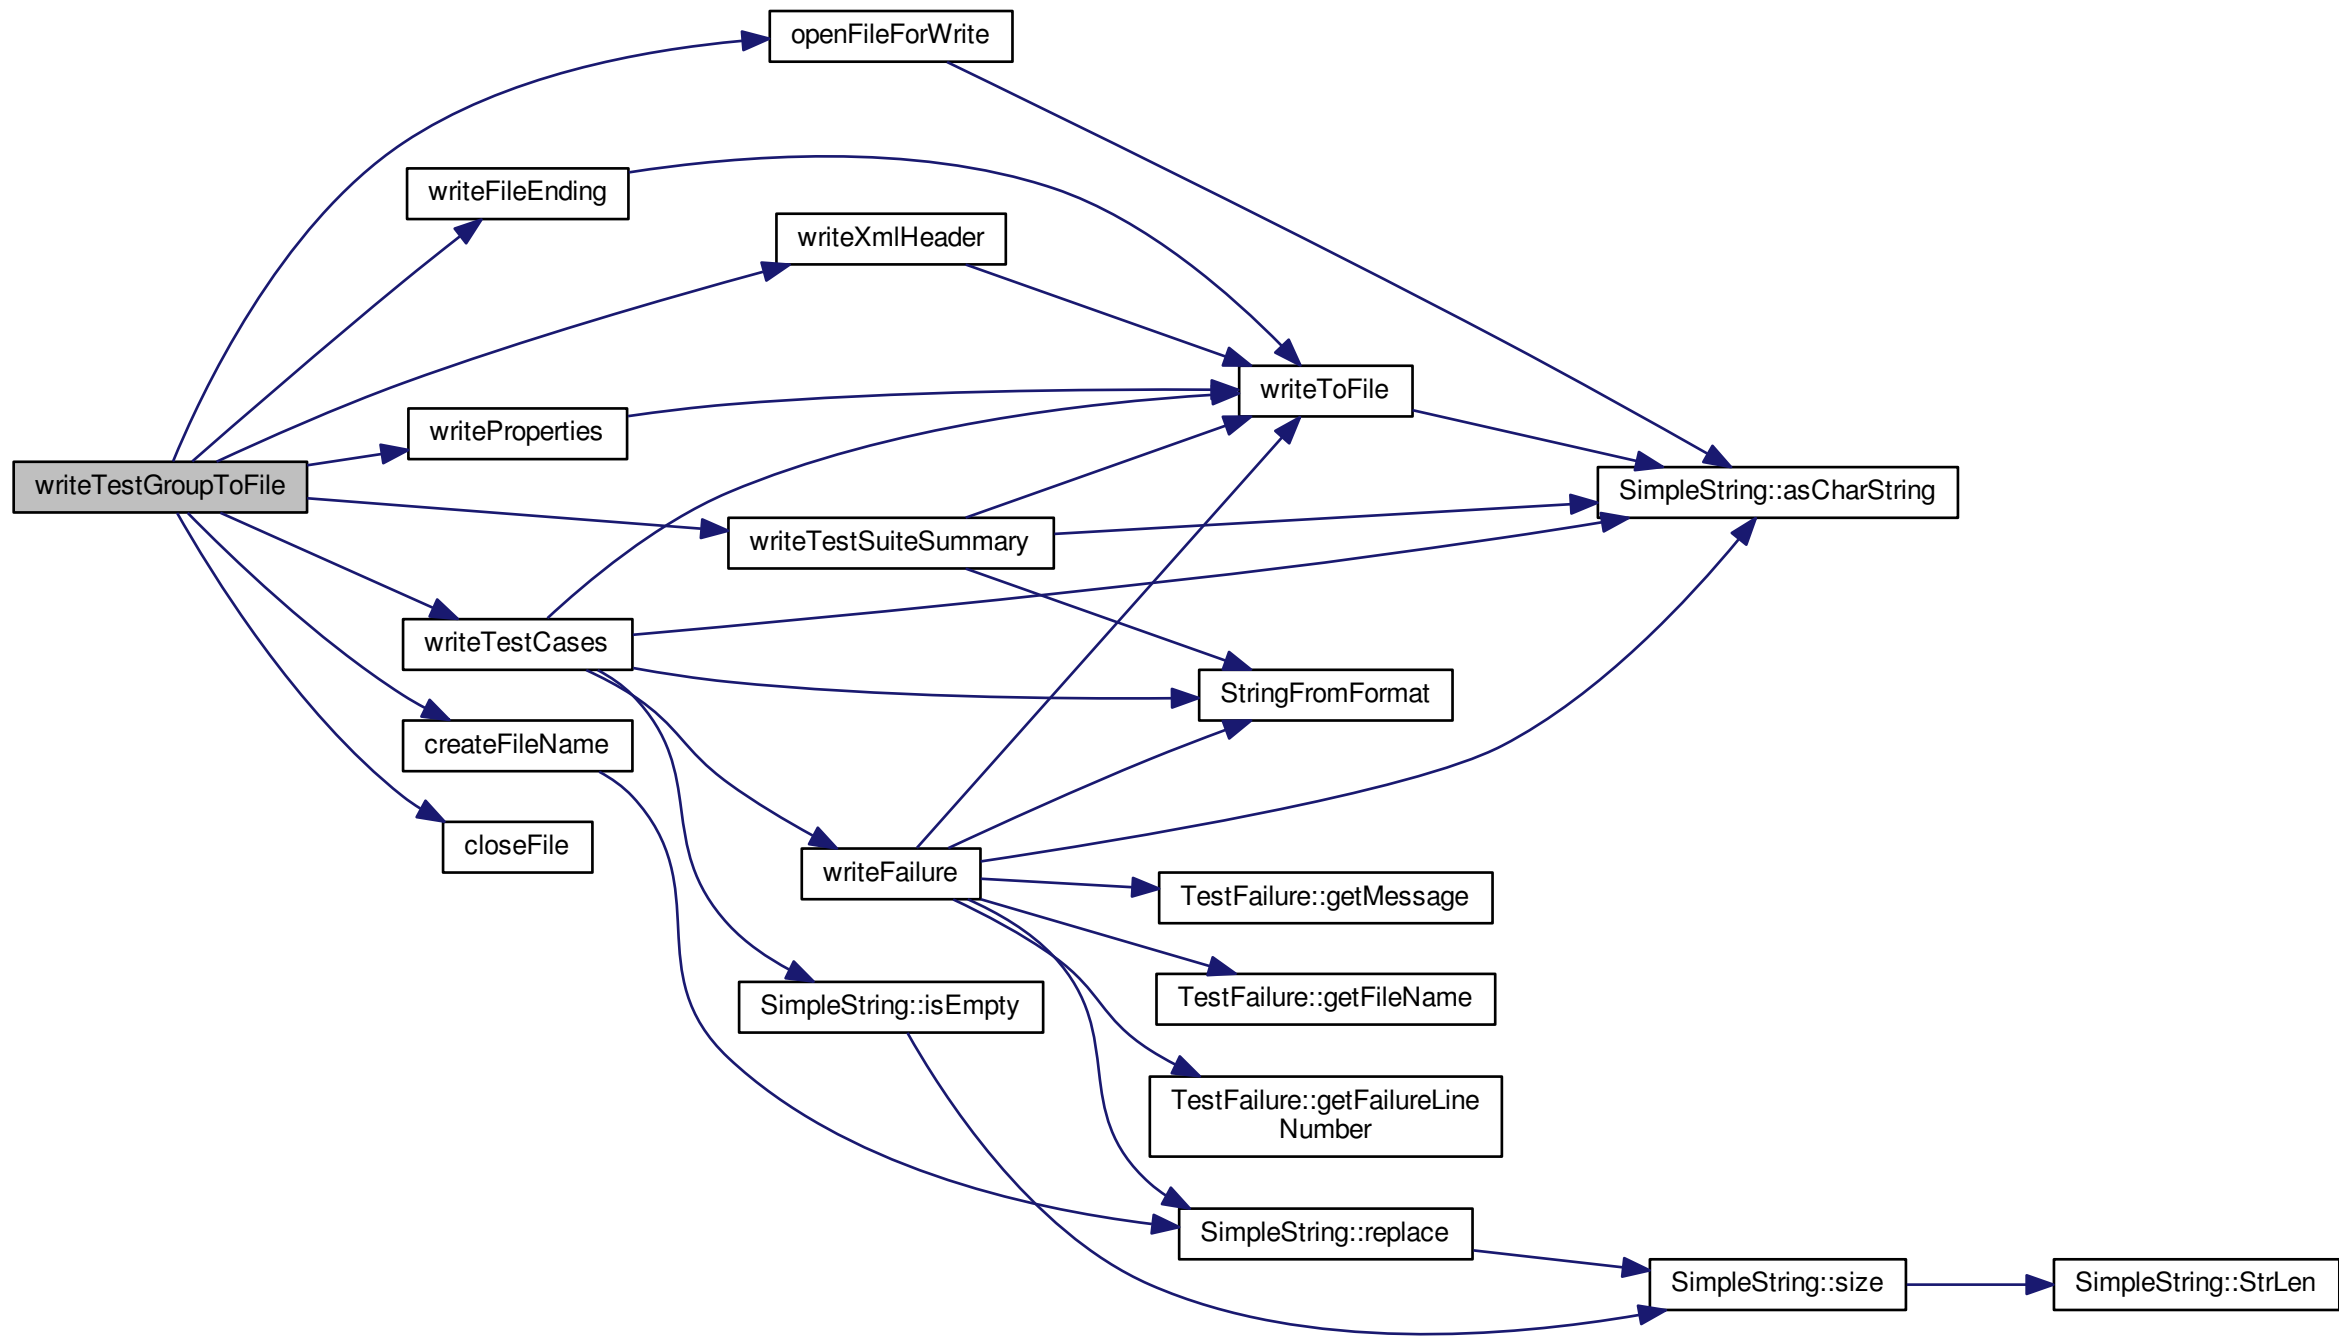 openFileForWrite
writeFileEnding
writeXmlHeader
writeToFile
writeProperties
writeTestGroupToFile
SimpleString::asCharString
writeTestSuiteSummary
writeTestCases
StringFromFormat
createFileName
closeFile
writeFailure
TestFailure::getMessage
TestFailure::getFileName
SimpleString::isEmpty
TestFailure::getFailureLine
Number
SimpleString::replace
SimpleString::size
SimpleString::StrLen